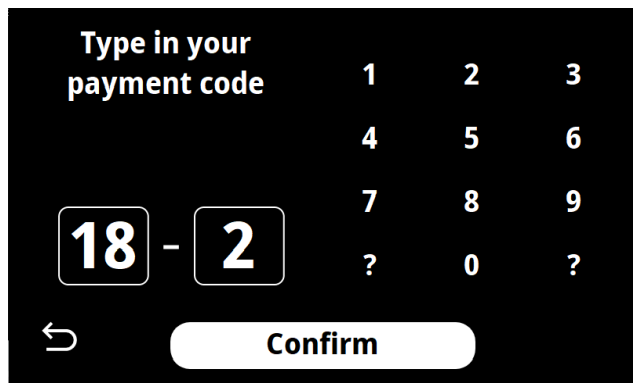 Type in your
payment code
1 2 3
4 5 6
7 8 9
? 0 ?
18 - 2
Confirm